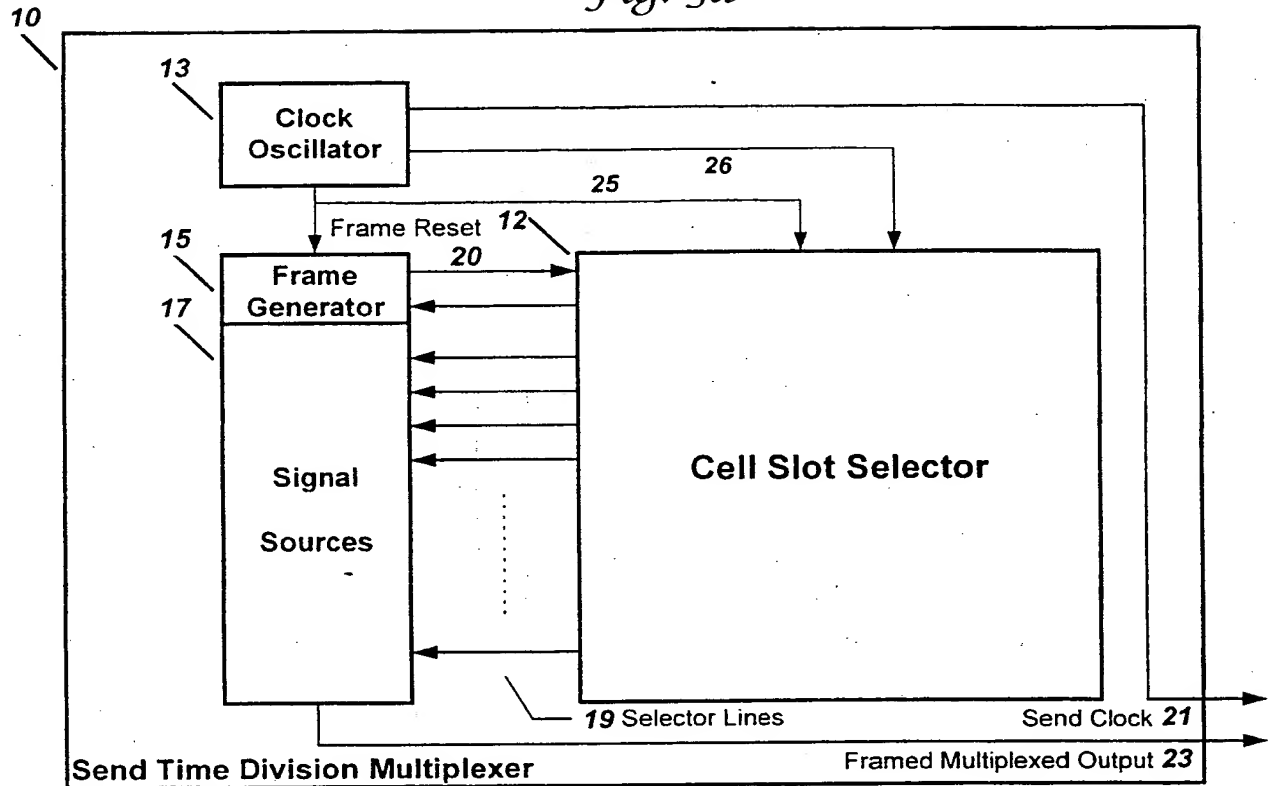 10
13
Clock
Oscillator
26
25
Frame Reset
12
15
20
Frame
Generator
17
Cell Slot Selector
Signal
Sources
19 Selector Lines
Send Clock 21
Framed Multiplexed Output 23
Send Time Division Multiplexer